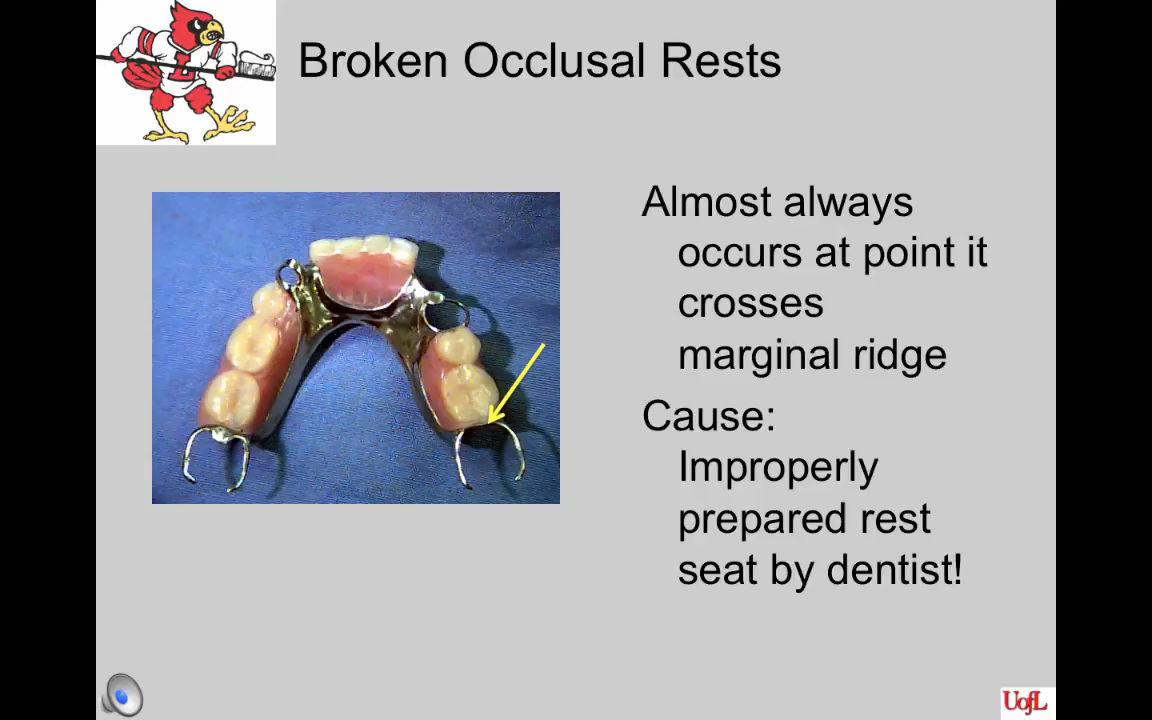 Broken Occlusal Rests
Almost always
occurs at point it
crosses
marginal ridge
Cause:
Improperly
prepared rest
seat by dentist!
UofL